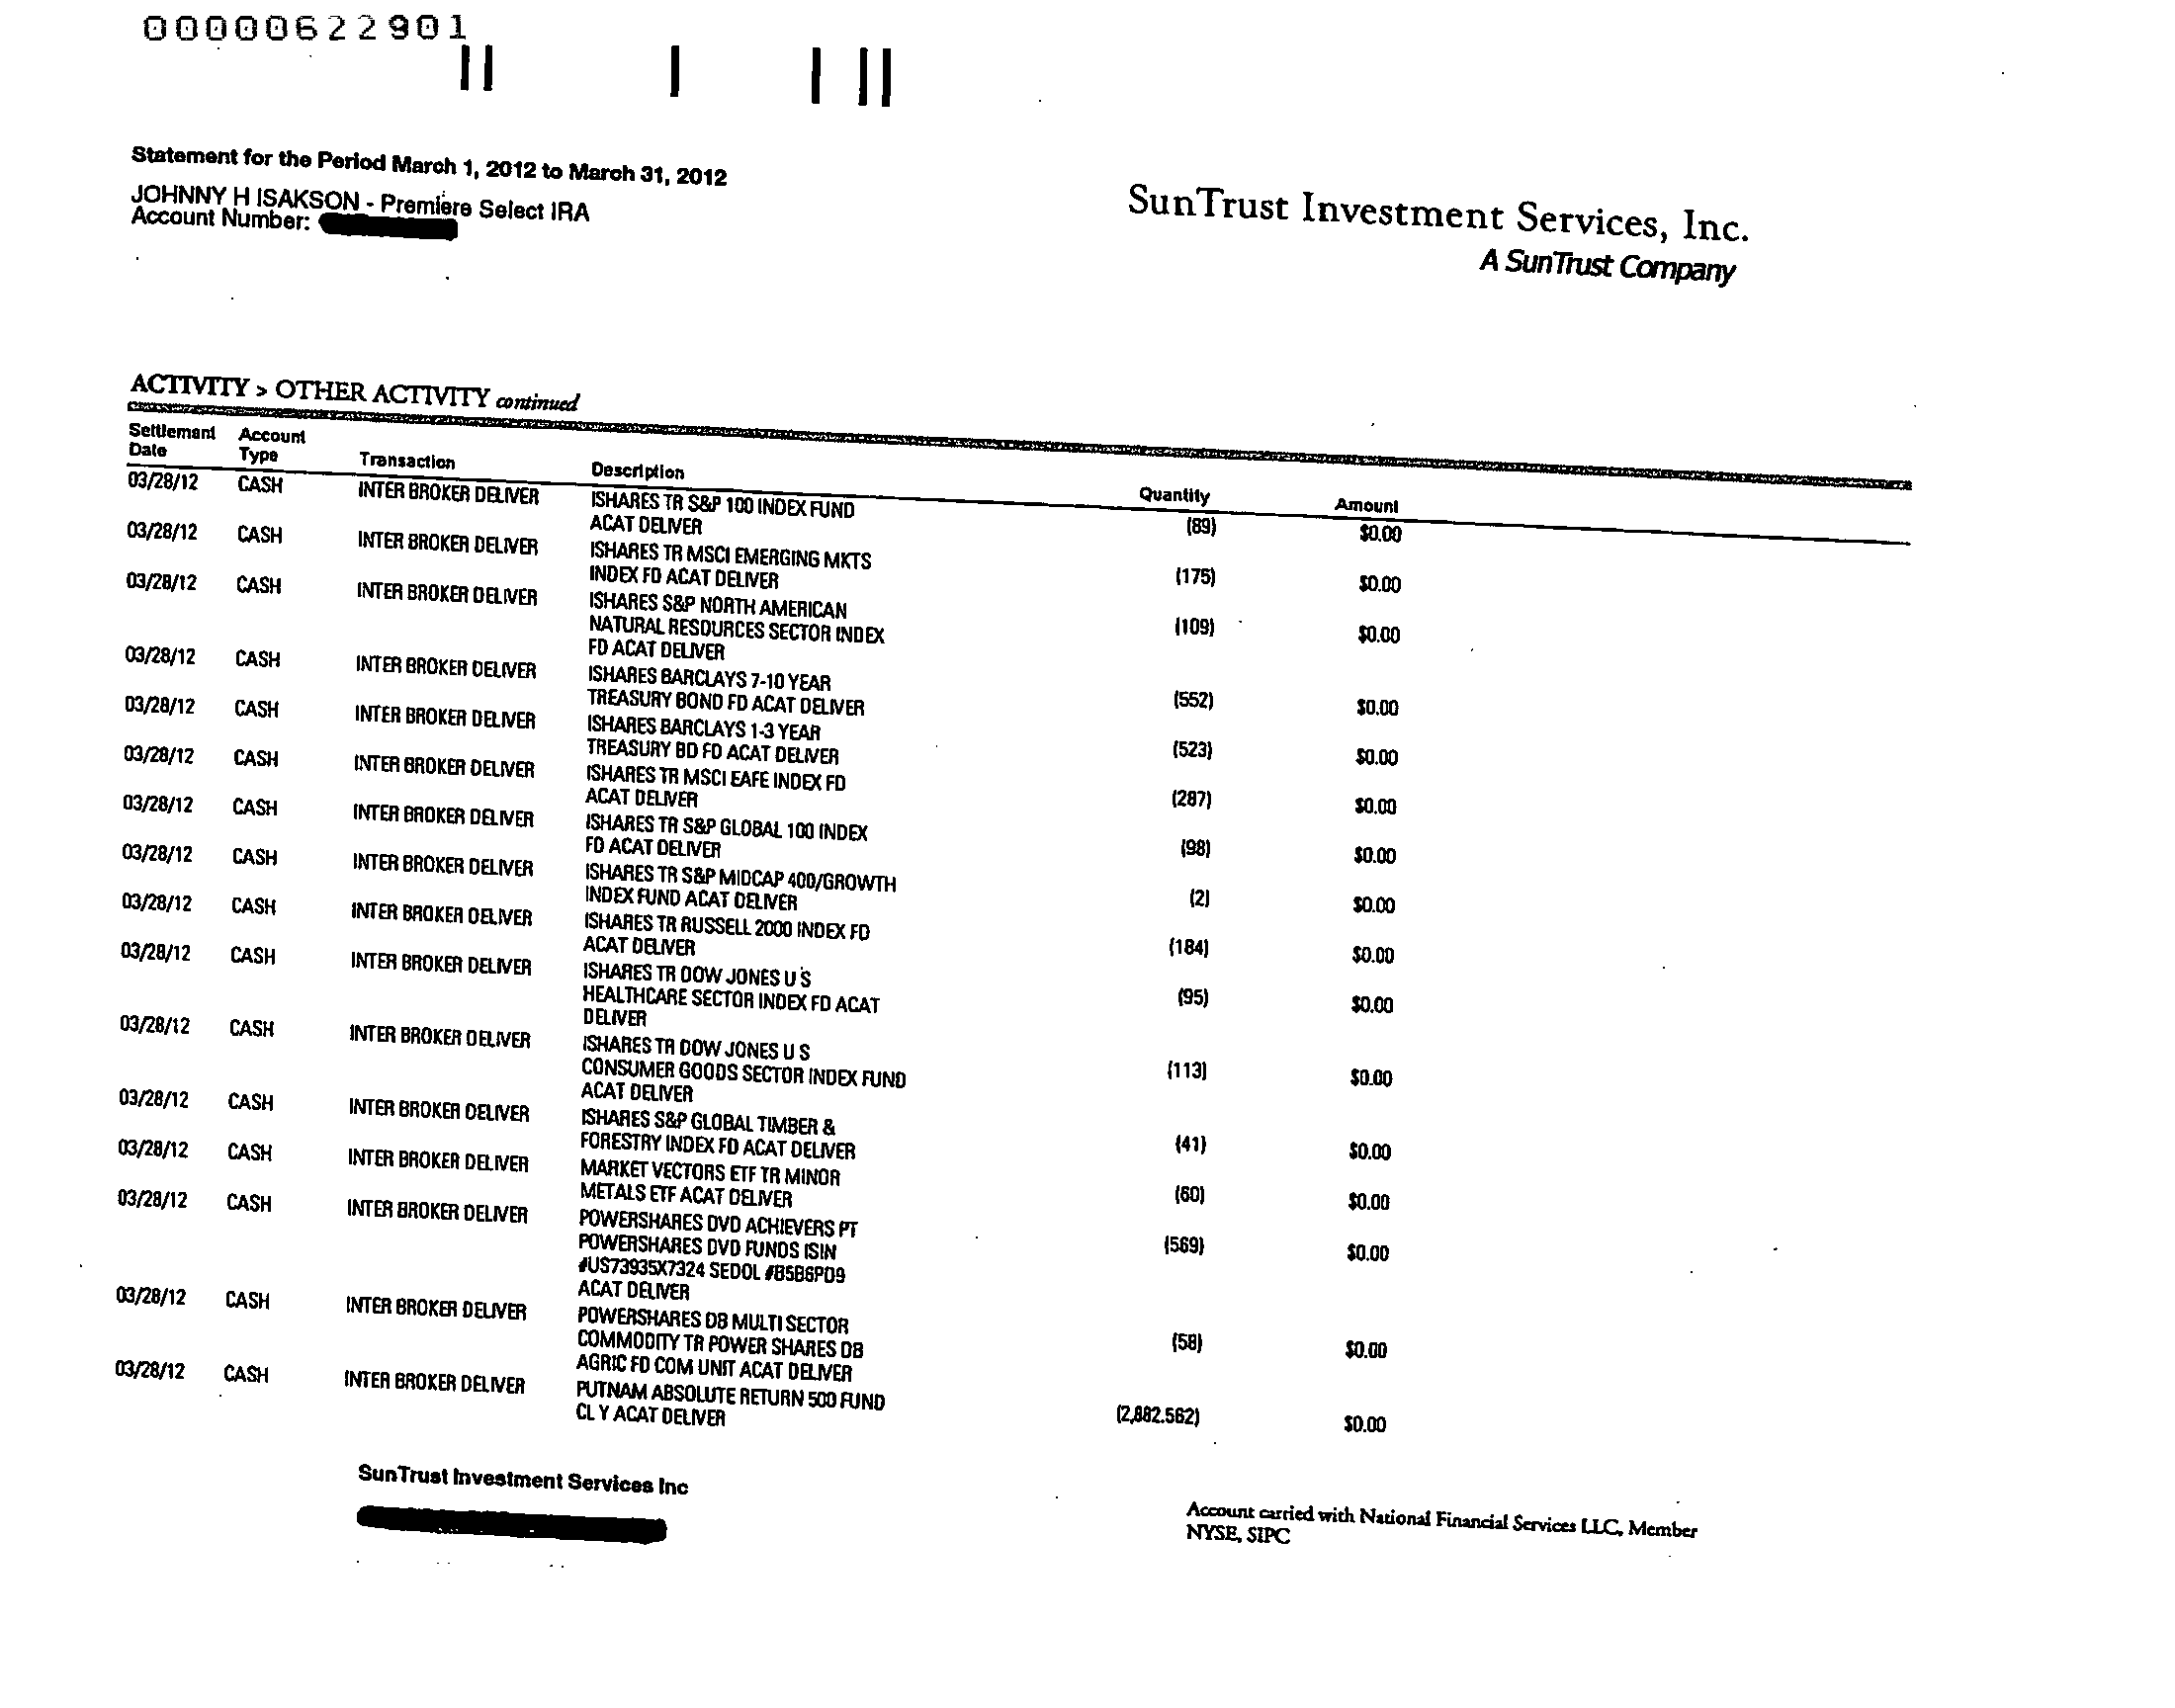 00000622901
Statement for the Period March 1, 2012 to March 31, 2012
JOHNNY H ISAKSON - Premiere Select IRA
Account Number:
SunTrust Investment Services, Inc.
A SunTrust Company
ACTIVITY > OTHER ACTIVITY continued
Settlement Date Account Type Transaction Description Quantity Amount
03/28/12 CASH INTER BROKER DELIVER ISHARES TR S&P 100 INDEX FUND (89) $0.00
ACAT DELIVER
03/28/12 CASH INTER BROKER DELIVER ISHARES TR MSCI EMERGING MKTS (175) $0.00
INDEX FD ACAT DELIVER
03/28/12 CASH INTER BROKER DELIVER ISHARES S&P NORTH AMERICAN (109) $0.00
NATURAL RESOURCES SECTOR INDEX
FD ACAT DELIVER
03/28/12 CASH INTER BROKER DELIVER ISHARES BARCLAYS 7-10 YEAR (552) $0.00
TREASURY BOND FD ACAT DELIVER
03/28/12 CASH INTER BROKER DELIVER ISHARES BARCLAYS 1-3 YEAR (523) $0.00
TREASURY BD FD ACAT DELIVER
03/28/12 CASH INTER BROKER DELIVER ISHARES TR MSCI EAFE INDEX FD (287) $0.00
ACAT DELIVER
03/28/12 CASH INTER BROKER DELIVER ISHARES TR S&P GLOBAL 100 INDEX (98) $0.00
FD ACAT DELIVER
03/28/12 CASH INTER BROKER DELIVER ISHARES TR S&P MIDCAP 400/GROWTH (2) $0.00
INDEX FUND ACAT DELIVER
03/28/12 CASH INTER BROKER DELIVER ISHARES TR RUSSELL 2000 INDEX FD (184) $0.00
ACAT DELIVER
03/28/12 CASH INTER BROKER DELIVER ISHARES TR DOW JONES U S (95) $0.00
HEALTHCARE SECTOR INDEX FD ACAT
DELIVER
03/28/12 CASH INTER BROKER DELIVER ISHARES TR DOW JONES U S (113) $0.00
CONSUMER GOODS SECTOR INDEX FUND
ACAT DELIVER
03/28/12 CASH INTER BROKER DELIVER ISHARES S&P GLOBAL TIMBER & (41) $0.00
FORESTRY INDEX FD ACAT DELIVER
03/28/12 CASH INTER BROKER DELIVER MARKET VECTORS ETF TR MINOR (60) $0.00
METALS ETF ACAT DELIVER
03/28/12 CASH INTER BROKER DELIVER POWERSHARES DVD ACHIEVERS PT (569) $0.00
POWERSHARES DVD FUNDS ISIN
#US73935X7324 SEDOL #B5B6PD9
ACAT DELIVER
03/28/12 CASH INTER BROKER DELIVER POWERSHARES DB MULTI SECTOR (58) $0.00
COMMODITY TR POWER SHARES DB
AGRIC FD COM UNIT ACAT DELIVER
03/28/12 CASH INTER BROKER DELIVER PUTNAM ABSOLUTE RETURN 500 FUND (2,882.562) $0.00
CL Y ACAT DELIVER
SunTrust Investment Services Inc
Account carried with National Financial Services LLC, Member
NYSE, SIPC